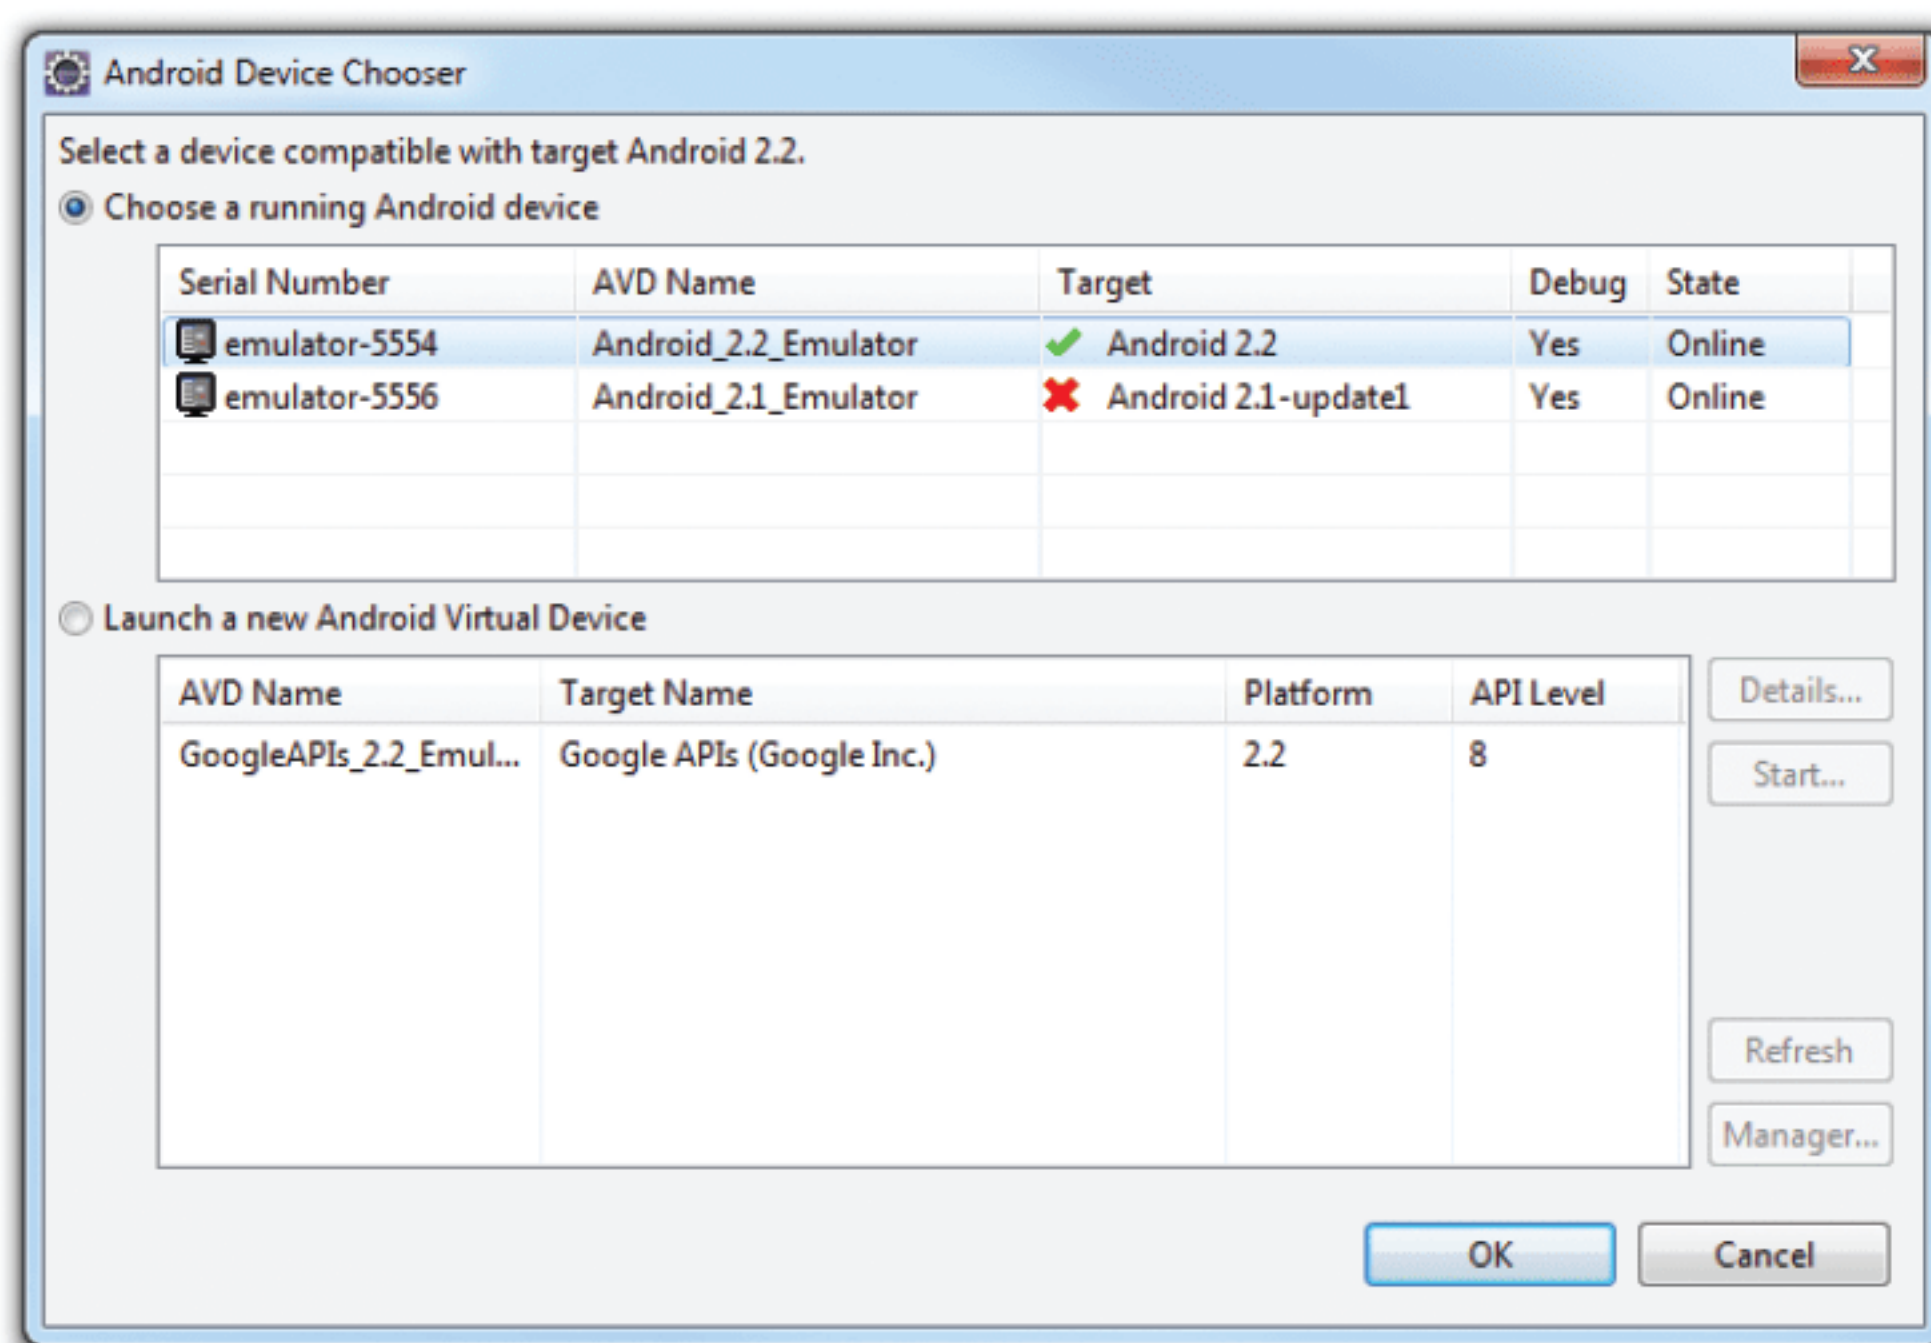 Android Device Chooser
Select a device compatible with target Android 2.2.
Choose a running Android device
Serial Number AVD Name Target Debug State
emulator-5554 Android_2.2_Emulator Android 2.2 Yes Online
emulator-5556 Android_2.1_Emulator Android 2.1-update1 Yes Online
Launch a new Android Virtual Device
AVD Name Target Name Platform API Level Details...
GoogleAPIs_2.2_Emul... Google APIs (Google Inc.) 2.2 8 Start...
Refresh
Manager...
OK Cancel